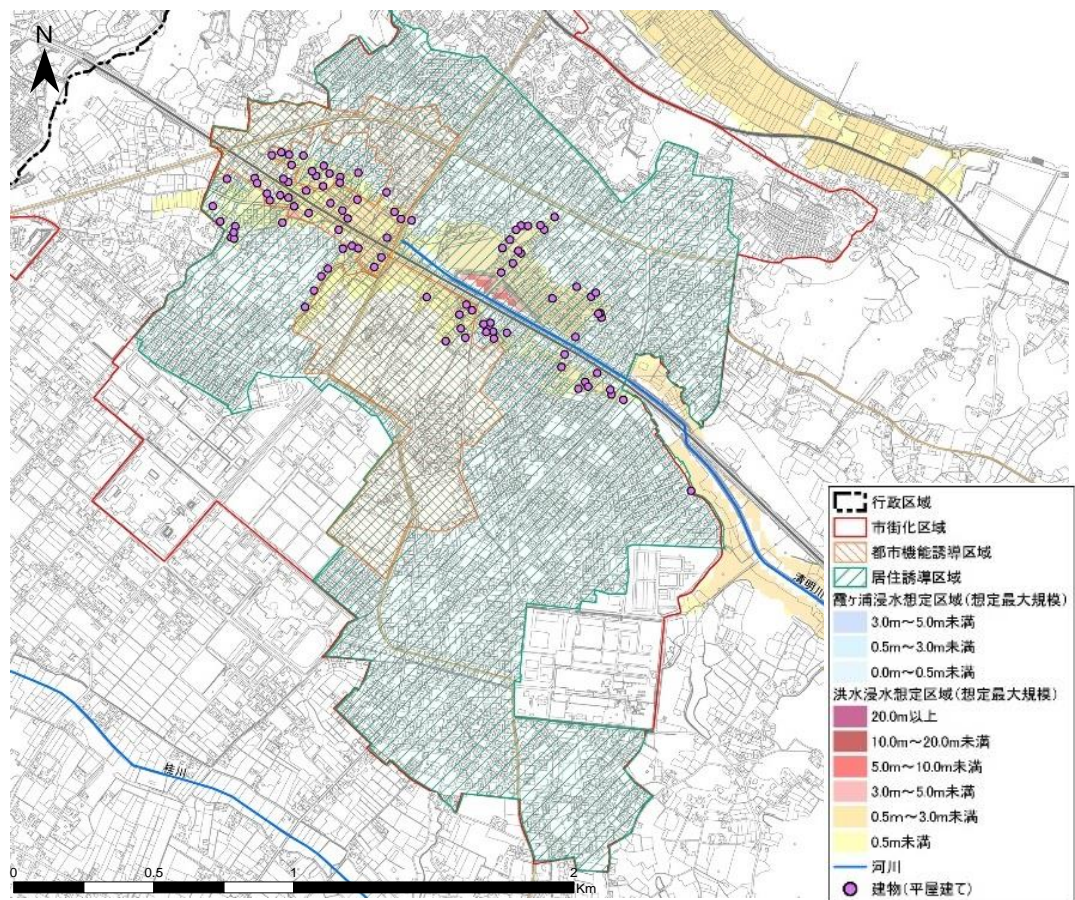 N
清明川
桂川
行政区域
市街化区域
都市機能誘導区域
居住誘導区域
霞ヶ浦浸水想定区域(想定最大規模)
3.0m～5.0m未満
0.5m～3.0m未満
0.0m～0.5m未満
洪水浸水想定区域(想定最大規模)
20.0m以上
10.0m～20.0m未満
5.0m～10.0m未満
3.0m～5.0m未満
0.5m～3.0m未満
0.5m未満
河川
建物(平屋建て)
0 0.5 1 2
Km